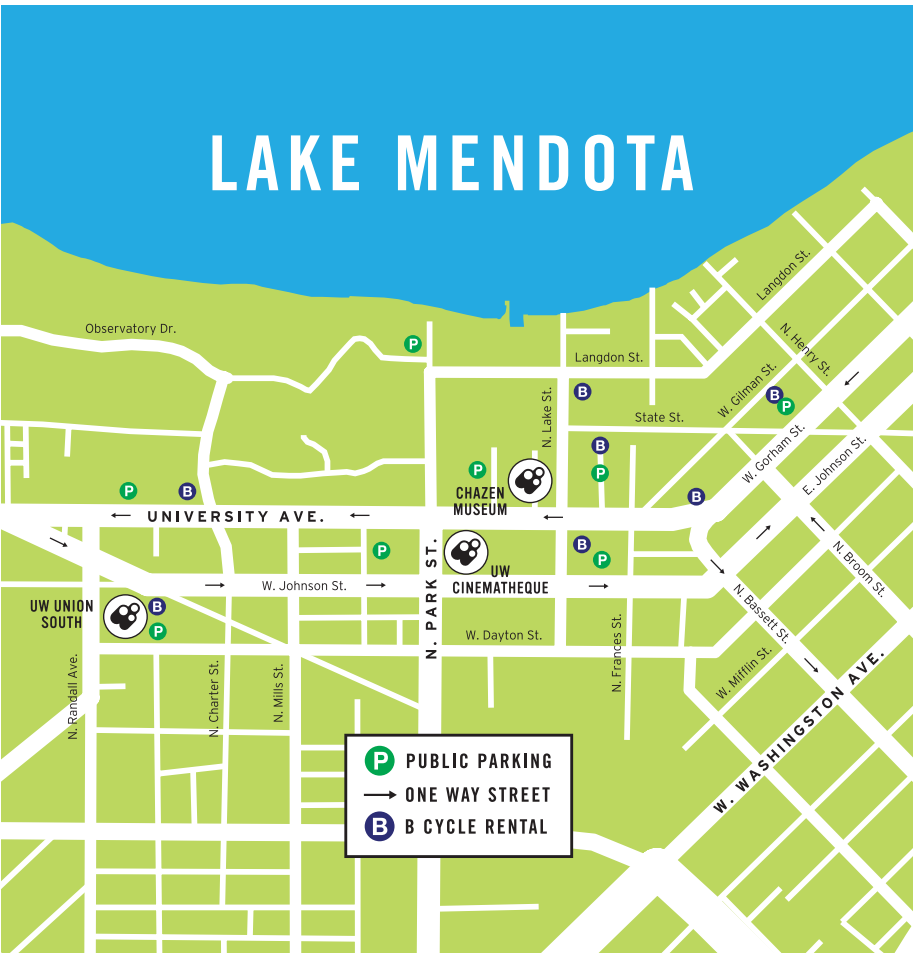 LAKE MENDOTA
Langdon St.
Observatory Dr.
N. Henry St.
P
Langdon St.
W. Gilman St.
B
N. Lake St.
B
P
State St.
W. Gorham St.
B
E. Johnson St.
P
P
CHAZEN
MUSEUM
P
B
B
UNIVERSITY AVE.
N. Broom St.
P
B
P
UW
CINEMATHEQUE
W. Johnson St.
N. PARK ST.
N. Bassett St.
UW UNION
SOUTH
B
P
W. Dayton St.
N. Frances St.
W. Mifflin St.
N. Randall Ave.
N. Charter St.
N. Mills St.
W. WASHINGSTON AVE.
P PUBLIC PARKING
ONE WAY STREET
B B CYCLE RENTAL